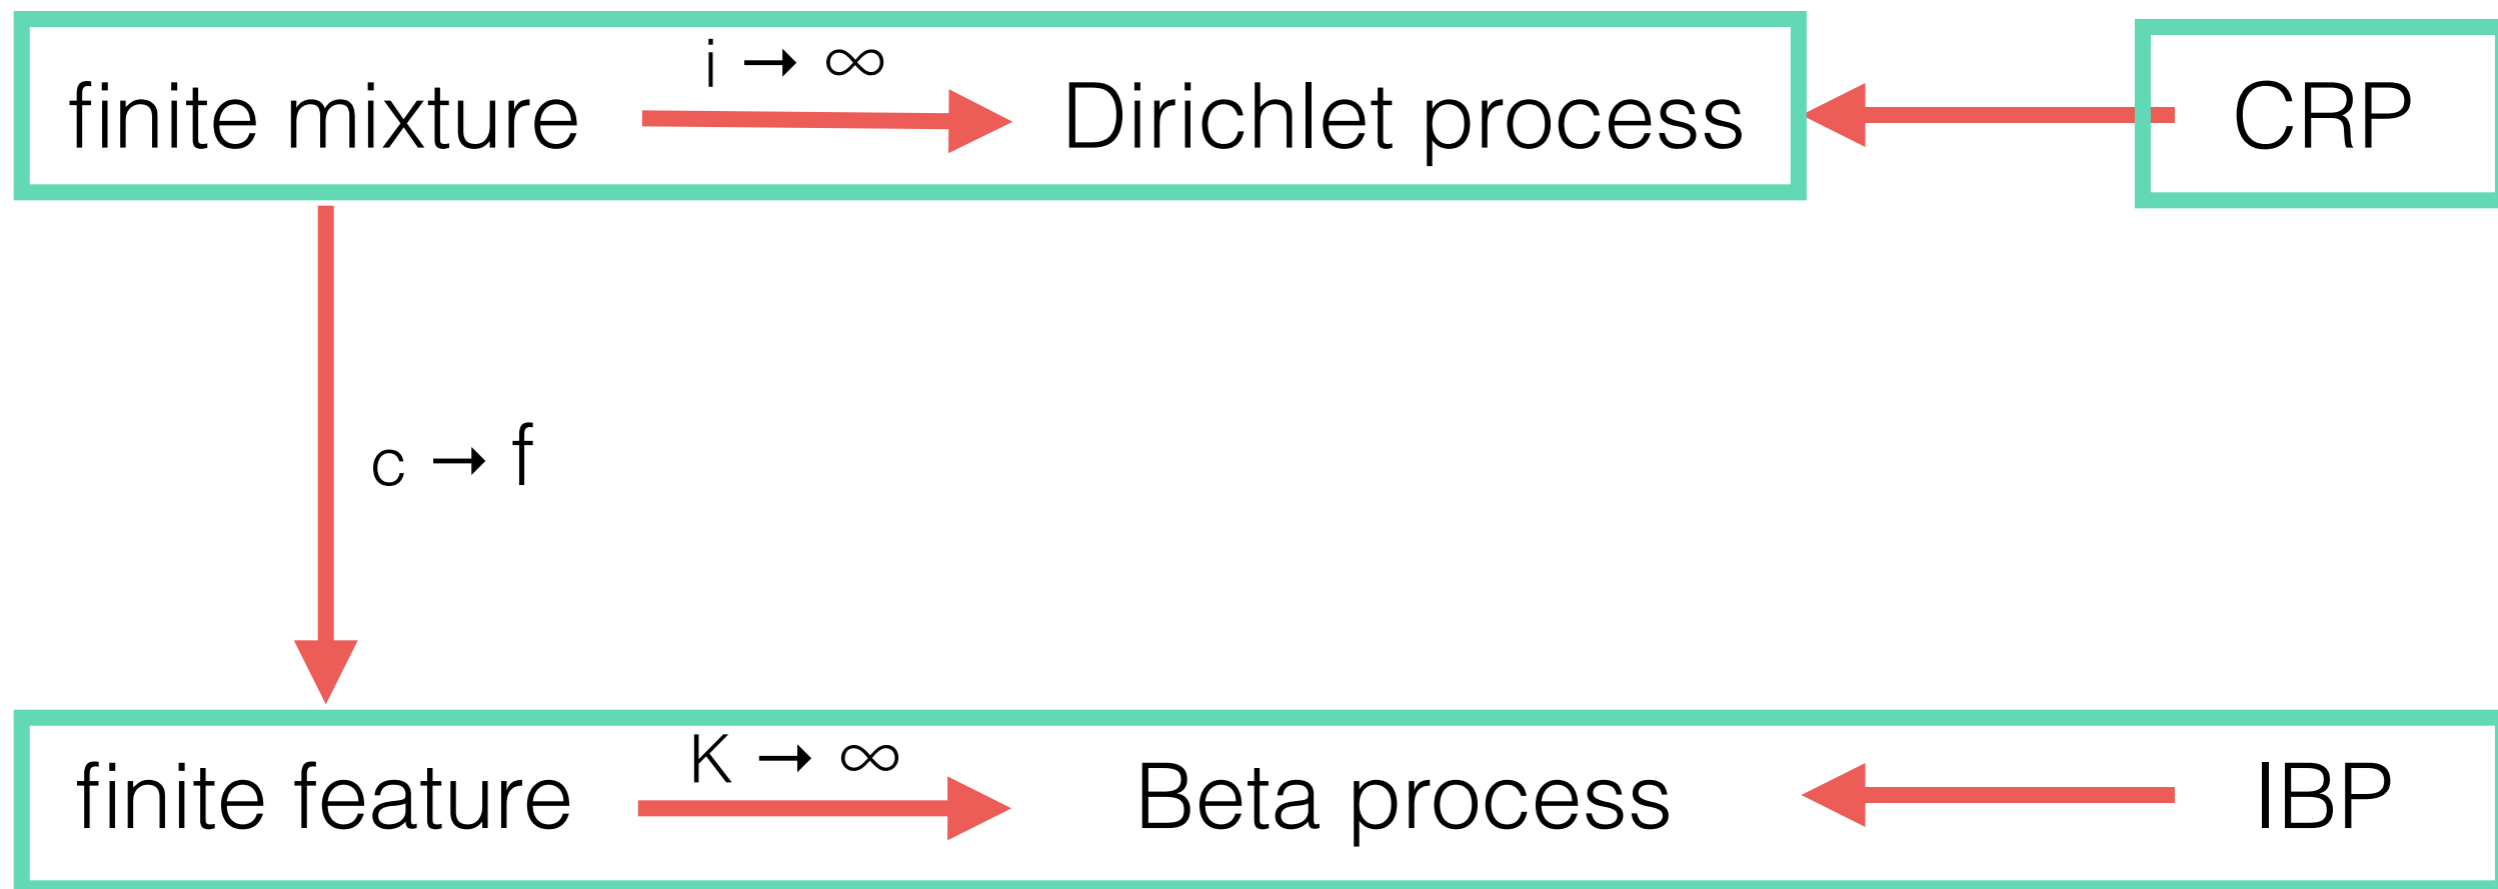 finite mixture i → ∞ Dirichlet process CRP
c → f
finite feature K → ∞ Beta process IBP